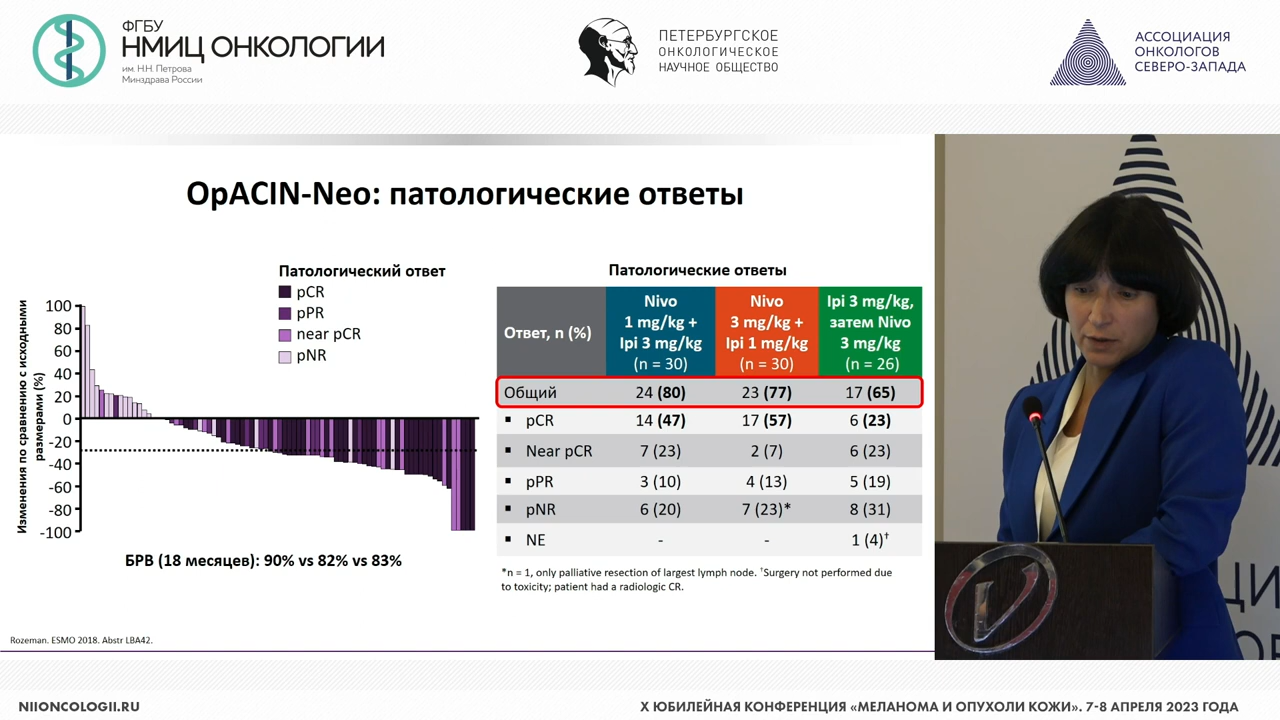 ФГБУ
НМИЦ ОНКОЛОГИИ
им. Н.Н. Петрова
Минздрава России
ПЕТЕРБУРГСКОЕ
ОНКОЛОГИЧЕСКОЕ
НАУЧНОЕ ОБЩЕСТВО
АССОЦИАЦИЯ
ОНКОЛОГОВ
СЕВЕРО-ЗАПАДА
OpACIN-Neo: патологические ответы
Патологический ответ
pCR
pPR
near pCR
pNR
Изменения по сравнению с исходными
размерами (%)
100
80
60
40
20
0
-20
-40
-60
-80
-100
БРВ (18 месяцев): 90% vs 82% vs 83%
Патологические ответы
Ответ, n (%)
Nivo
1 mg/kg +
Ipi 3 mg/kg
(n = 30)
Nivo
3 mg/kg +
Ipi 1 mg/kg
(n = 30)
Ipi 3 mg/kg,
затем Nivo
3 mg/kg
(n = 26)
Общий 24 (80) 23 (77) 17 (65)
▪ pCR 14 (47) 17 (57) 6 (23)
▪ Near pCR 7 (23) 2 (7) 6 (23)
▪ pPR 3 (10) 4 (13) 5 (19)
▪ pNR 6 (20) 7 (23)* 8 (31)
▪ NE - - 1 (4)†
*n = 1, only palliative resection of largest lymph node. †Surgery not performed due
to toxicity; patient had a radiologic CR.
Rozeman. ESMO 2018. Abstr LBA42.
NIIONCOLOGII.RU
X ЮБИЛЕЙНАЯ КОНФЕРЕНЦИЯ «МЕЛАНОМА И ОПУХОЛИ КОЖИ». 7-8 АПРЕЛЯ 2023 ГОДА